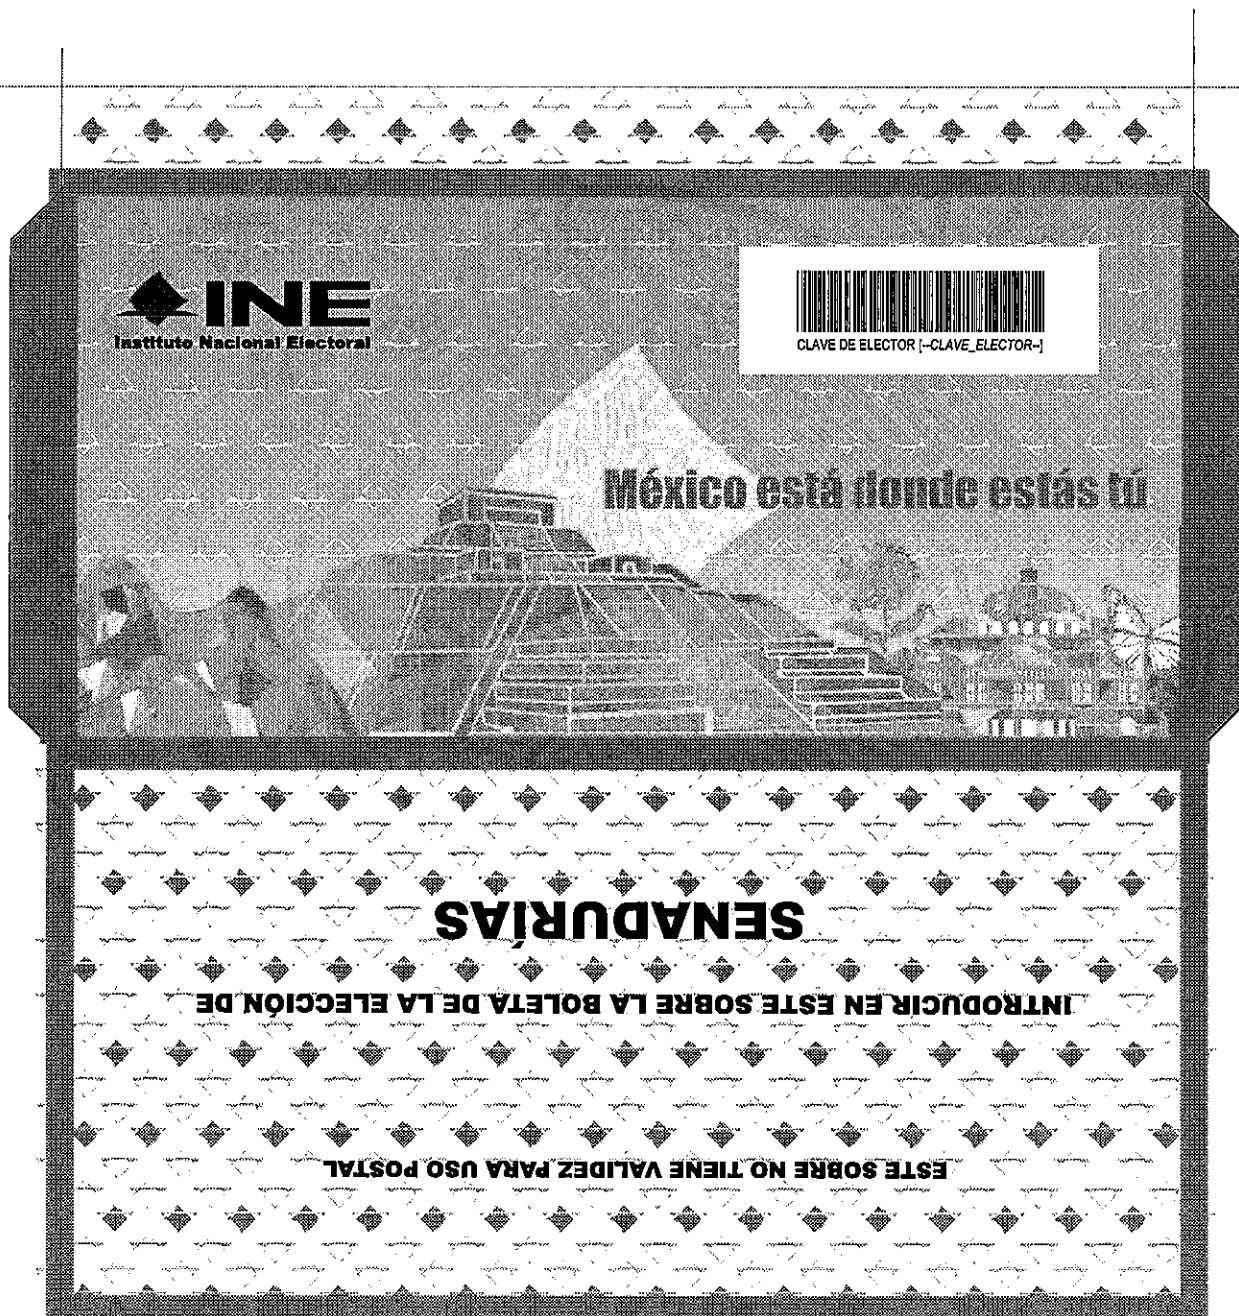 INE
Instituto Nacional Electoral
CLAVE DE ELECTOR [--CLAVE_ELECTOR--]
México está donde estás tú
ESTE SOBRE NO TIENE VALIDEZ PARA USO POSTAL
INTRODUCIR EN ESTE SOBRE LA BOLETA DE LA ELECCIÓN DE
SENADURÍAS